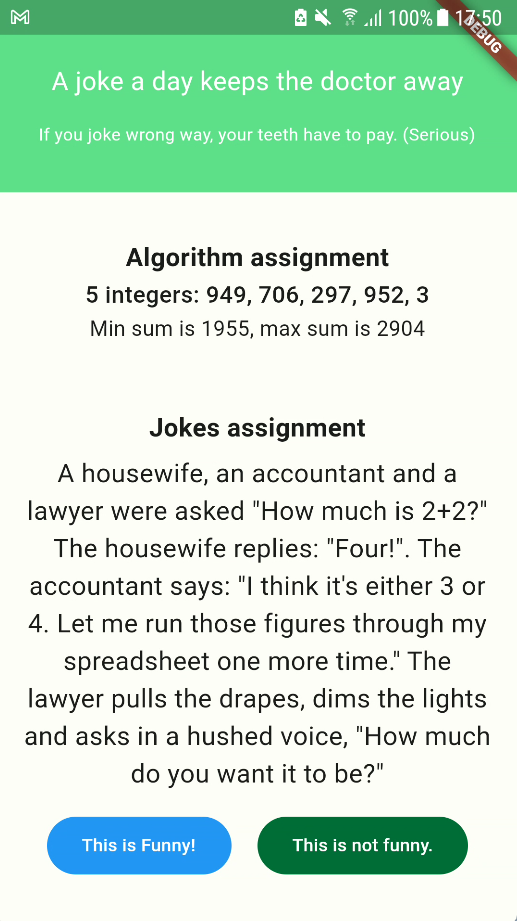 100% 17:50
DEBUG
A joke a day keeps the doctor away
If you joke wrong way, your teeth have to pay. (Serious)
Algorithm assignment
5 integers: 949, 706, 297, 952, 3
Min sum is 1955, max sum is 2904
Jokes assignment
A housewife, an accountant and a
lawyer were asked "How much is 2+2?"
The housewife replies: "Four!". The
accountant says: "I think it's either 3 or
4. Let me run those figures through my
spreadsheet one more time." The
lawyer pulls the drapes, dims the lights
and asks in a hushed voice, "How much
do you want it to be?"
This is Funny!
This is not funny.